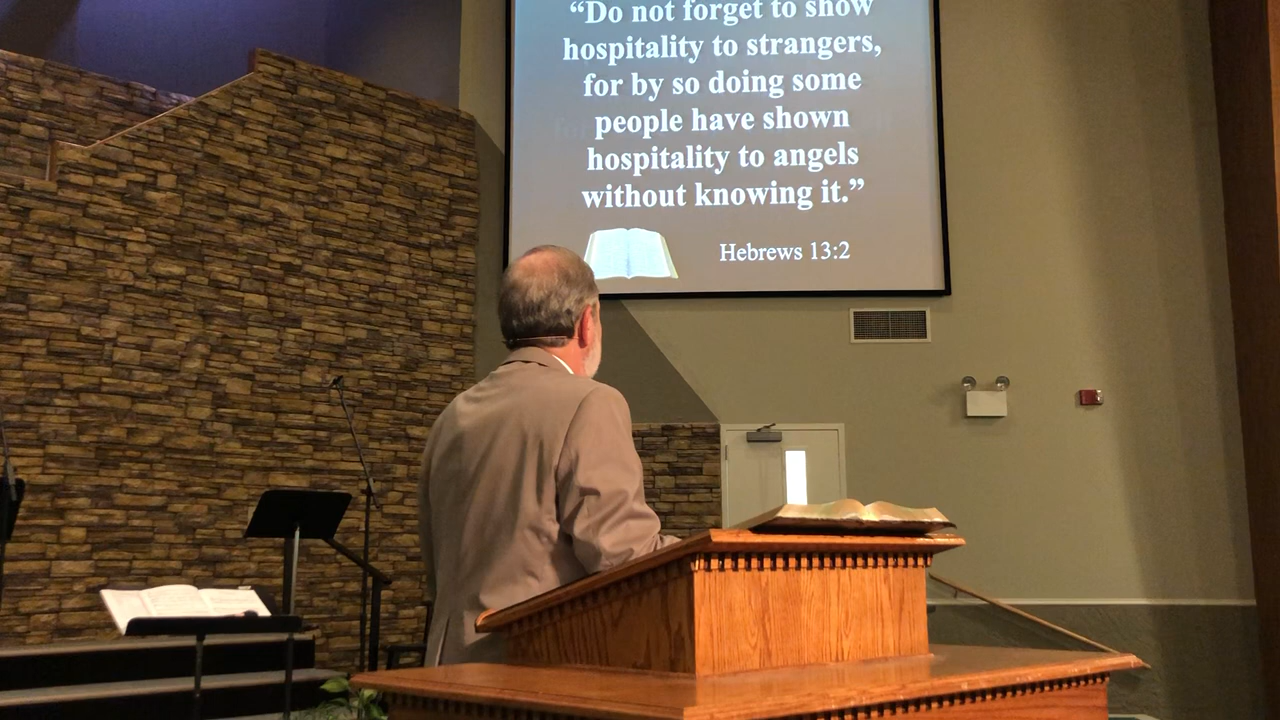 “Do not forget to show
hospitality to strangers,
for by so doing some
people have shown
hospitality to angels
without knowing it.”
Hebrews 13:2